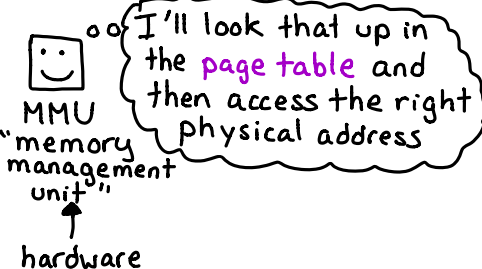 I'll look that up in
the page table and
then access the right
physical address
MMU
"memory
management
unit"
hardware